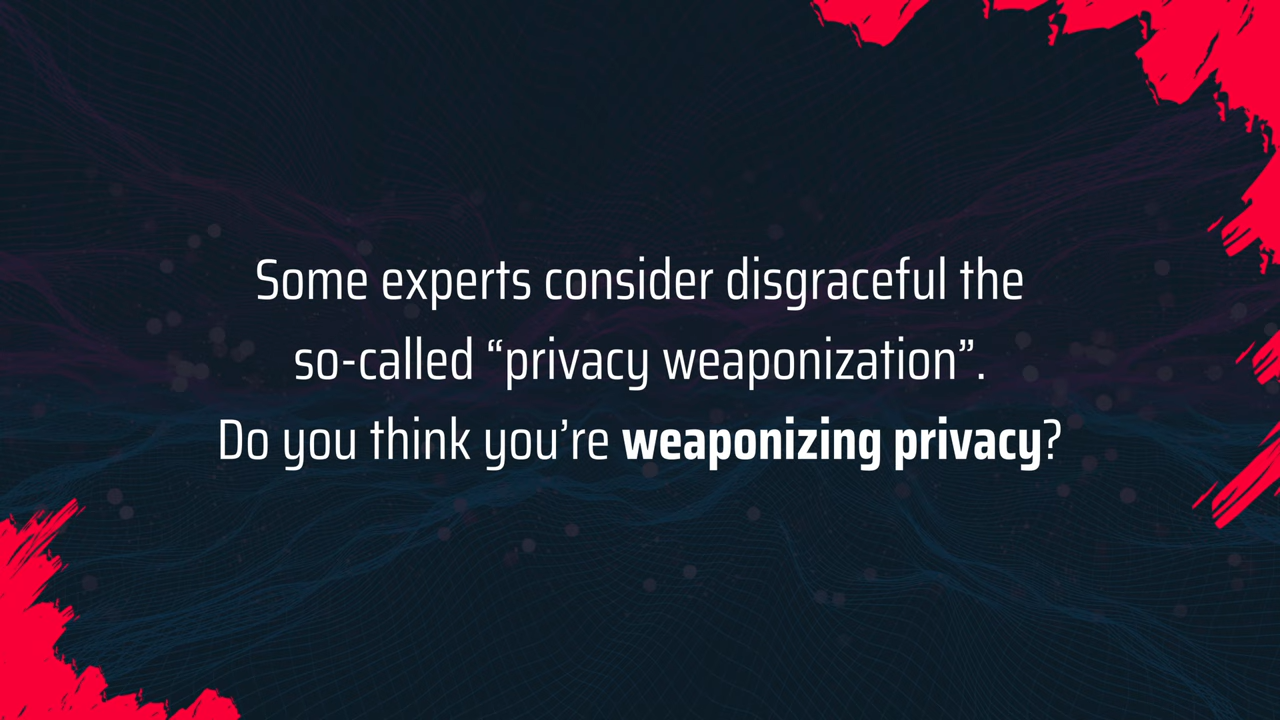 Some experts consider disgraceful the
so-called “privacy weaponization”.
Do you think you’re weaponizing privacy?